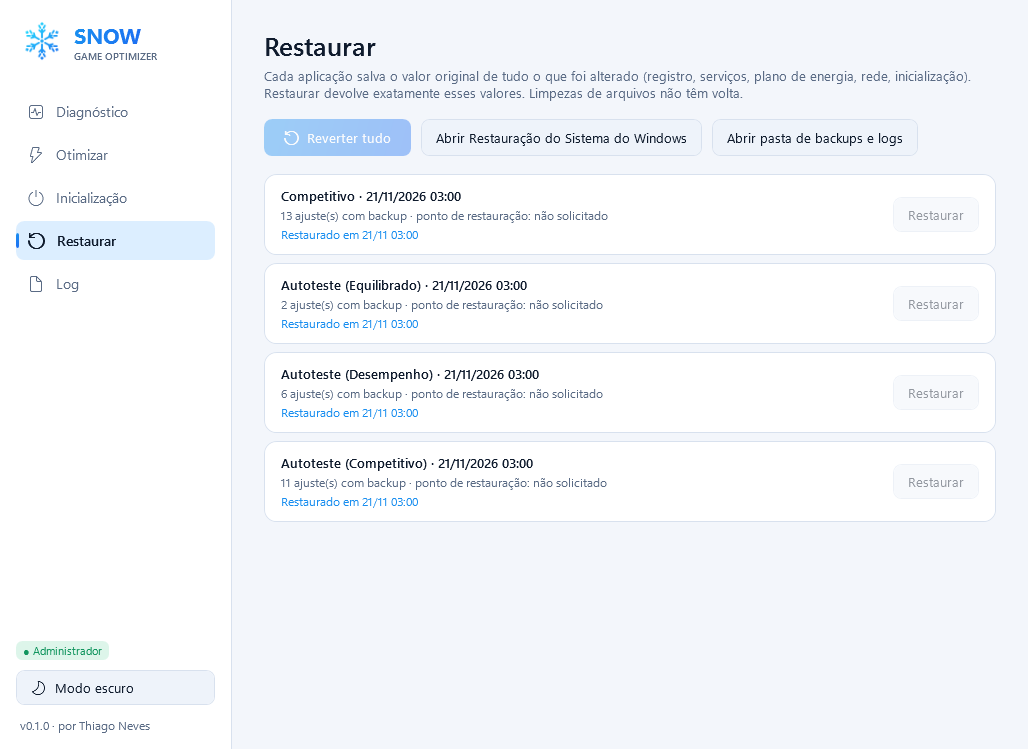 SNOW
GAME OPTIMIZER
Diagnóstico
Otimizar
Inicialização
Restaurar
Log
● Administrador
Modo escuro
v0.1.0 · por Thiago Neves
Restaurar
Cada aplicação salva o valor original de tudo o que foi alterado (registro, serviços, plano de energia, rede, inicialização).
Restaurar devolve exatamente esses valores. Limpezas de arquivos não têm volta.
Reverter tudo
Abrir Restauração do Sistema do Windows
Abrir pasta de backups e logs
Competitivo · 21/11/2026 03:00
13 ajuste(s) com backup · ponto de restauração: não solicitado
Restaurado em 21/11 03:00
Restaurar
Autoteste (Equilibrado) · 21/11/2026 03:00
2 ajuste(s) com backup · ponto de restauração: não solicitado
Restaurado em 21/11 03:00
Restaurar
Autoteste (Desempenho) · 21/11/2026 03:00
6 ajuste(s) com backup · ponto de restauração: não solicitado
Restaurado em 21/11 03:00
Restaurar
Autoteste (Competitivo) · 21/11/2026 03:00
11 ajuste(s) com backup · ponto de restauração: não solicitado
Restaurado em 21/11 03:00
Restaurar